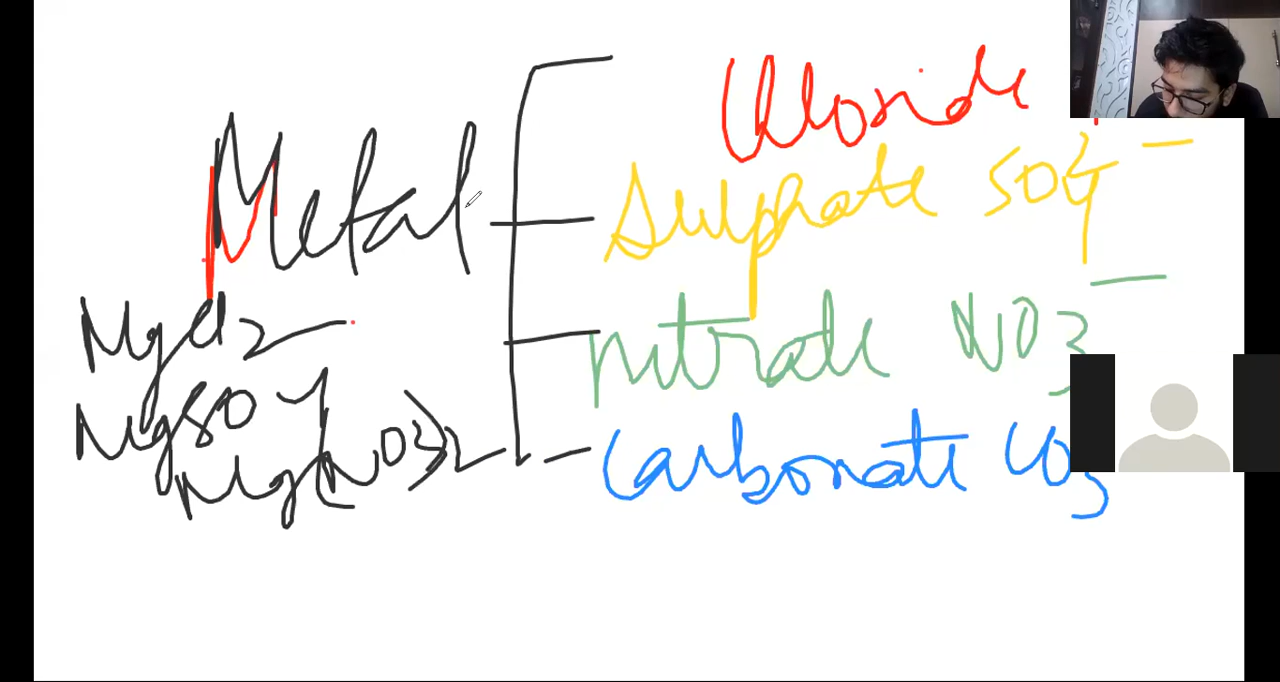 Chloride
Metal
Sulphate SO4 –
MgCl2
nitrate NO3 –
MgSO4
Mg(NO3)2
Carbonate CO3